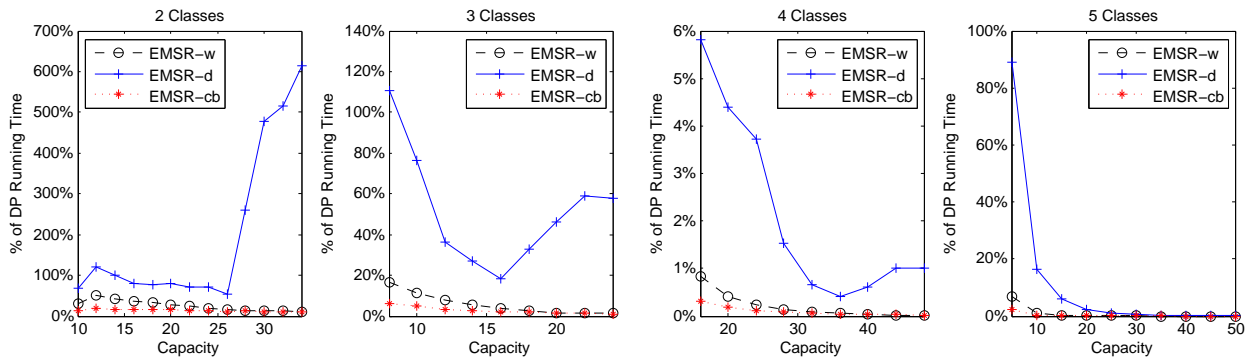 2 Classes
700%
600%
500%
400%
300%
200%
100%
0%
10
15
20
25
30
Capacity
% of DP Running Time
EMSR-w
EMSR-d
EMSR-cb
3 Classes
140%
120%
100%
80%
60%
40%
20%
0%
10
15
20
Capacity
% of DP Running Time
EMSR-w
EMSR-d
EMSR-cb
4 Classes
6%
5%
4%
3%
2%
1%
0%
20
30
40
Capacity
% of DP Running Time
EMSR-w
EMSR-d
EMSR-cb
5 Classes
100%
80%
60%
40%
20%
0%
10
20
30
40
50
Capacity
% of DP Running Time
EMSR-w
EMSR-d
EMSR-cb